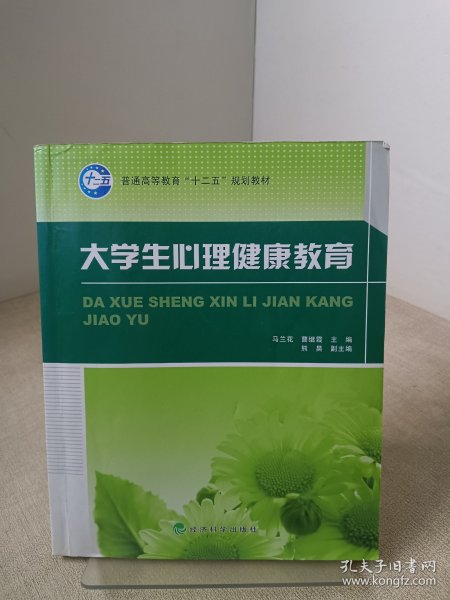 十二五
普通高等教育“十二五”规划教材
大学生心理健康教育
DA XUE SHENG XIN LI JIAN KANG
JIAO YU
马兰花 曹继霞 主 编
熊昊 副主编
经济科学出版社
孔夫子旧书网
www.kongfz.com